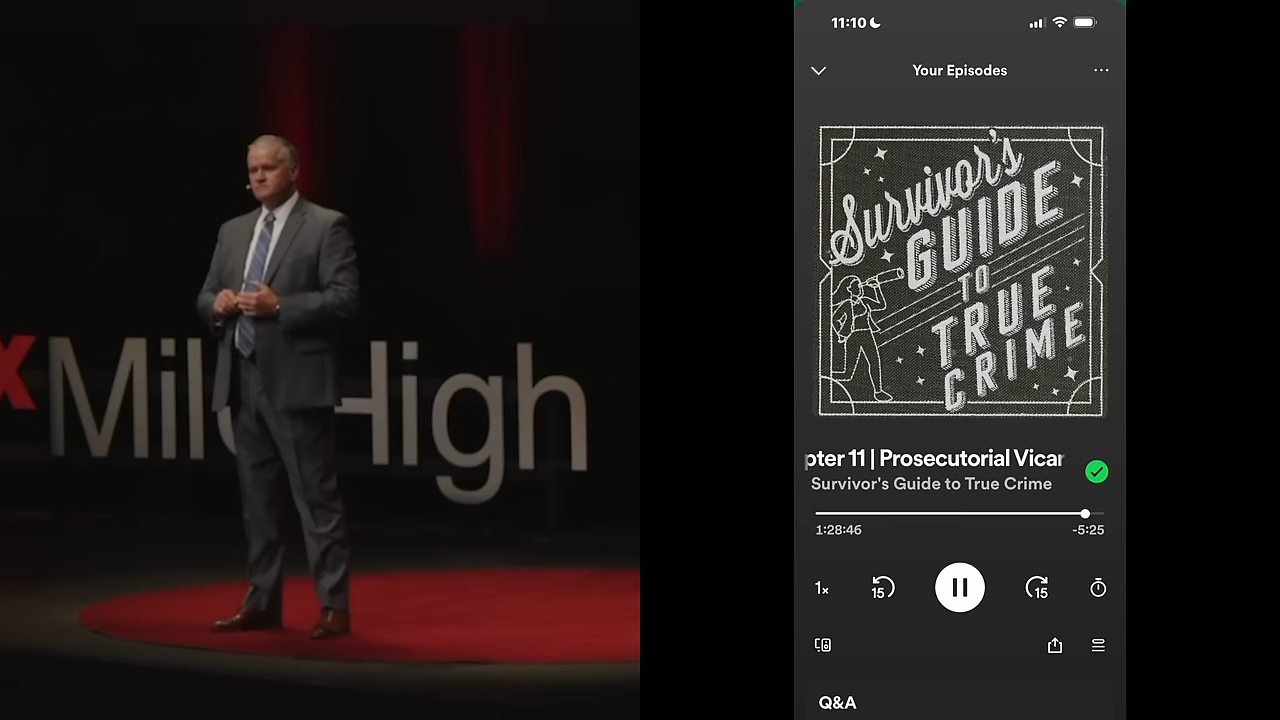 x Mile High
11:10
Your Episodes
Survivor's
GUIDE
TO
TRUE
CRIME
pter 11 | Prosecutorial Vicar
Survivor's Guide to True Crime
1:28:46
-5:25
1x
15
15
Q&A